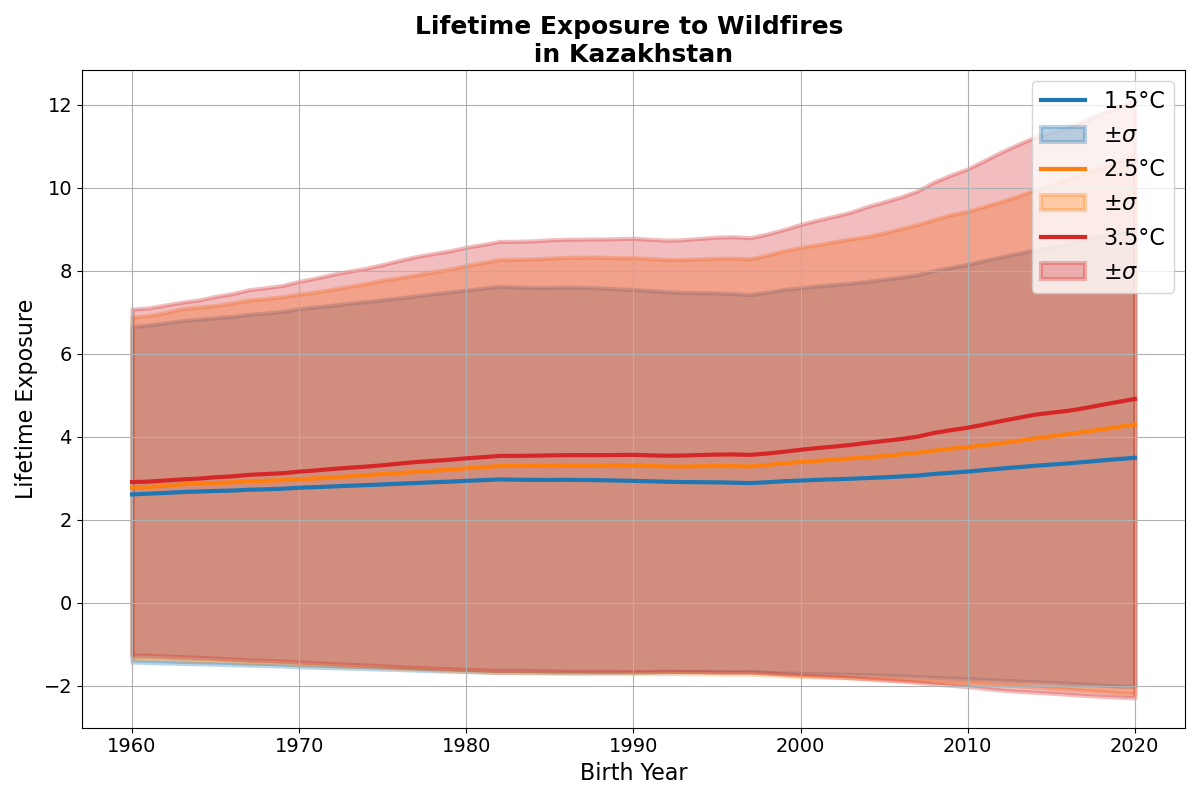 Lifetime Exposure to Wildfires
in Kazakhstan
Lifetime Exposure
12
10
8
6
4
2
0
−2
1.5°C
±σ
2.5°C
±σ
3.5°C
±σ
1960 1970 1980 1990 2000 2010 2020
Birth Year